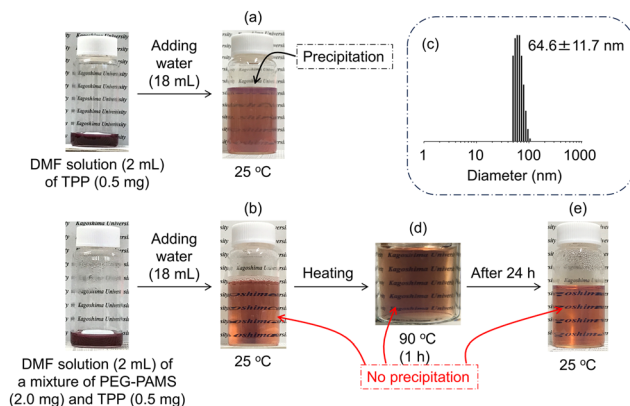 (a)
Adding
water
(18 mL)
Precipitation
DMF solution (2 mL)
of TPP (0.5 mg)
25 °C
(c)
64.6±11.7 nm
1 10 100 1000
Diameter (nm)
(b)
(d)
(e)
Adding
water
(18 mL)
Heating
After 24 h
25 °C
90 °C
(1 h)
25 °C
No precipitation
DMF solution (2 mL) of
a mixture of PEG-PAMS
(2.0 mg) and TPP (0.5 mg)
Kagoshima University